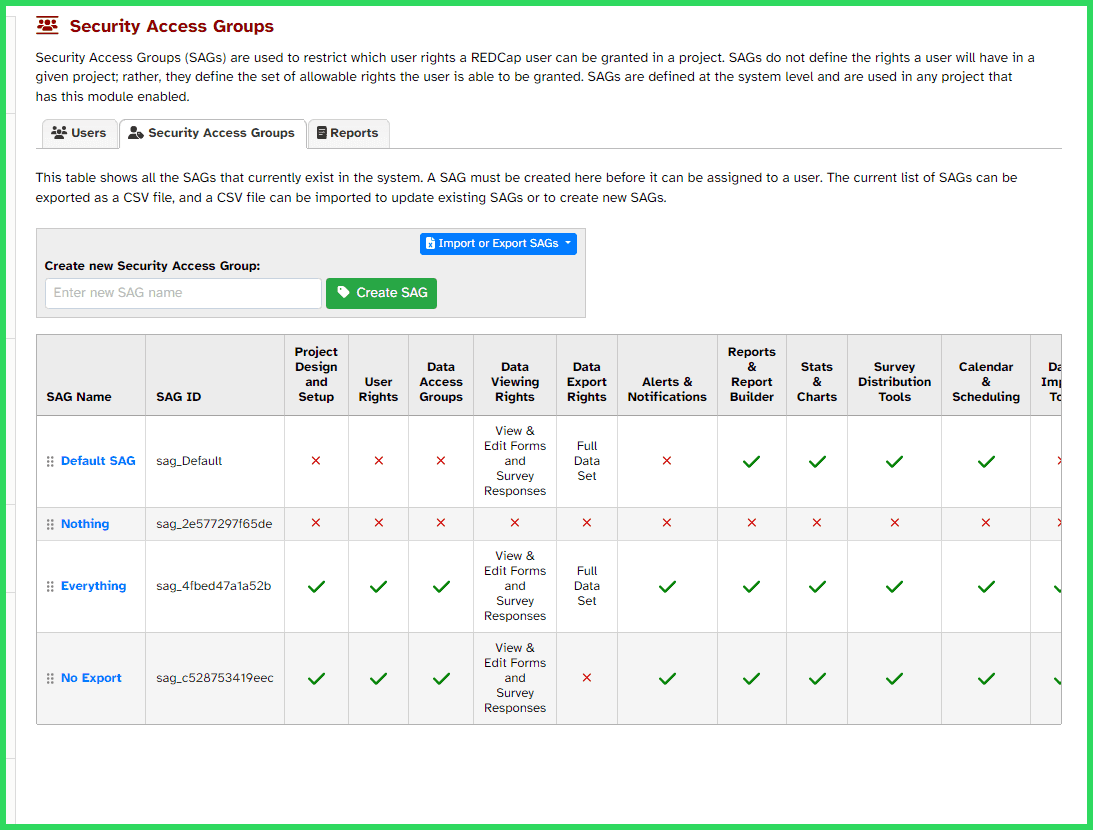 Security Access Groups
Security Access Groups (SAGs) are used to restrict which user rights a REDCap user can be granted in a project. SAGs do not define the rights a user will have in a
given project; rather, they define the set of allowable rights the user is able to be granted. SAGs are defined at the system level and are used in any project that
has this module enabled.
Users Security Access Groups Reports
This table shows all the SAGs that currently exist in the system. A SAG must be created here before it can be assigned to a user. The current list of SAGs can be
exported as a CSV file, and a CSV file can be imported to update existing SAGs or to create new SAGs.
Import or Export SAGs
Create new Security Access Group:
Enter new SAG name Create SAG
SAG Name
SAG ID
Project
Design
and
Setup
User
Rights
Data
Access
Groups
Data
Viewing
Rights
Data
Export
Rights
Alerts &
Notifications
Reports
&
Report
Builder
Stats
&
Charts
Survey
Distribution
Tools
Calendar
&
Scheduling
Default SAG
sag_Default
View &
Edit Forms
and
Survey
Responses
Full
Data
Set
Nothing
sag_2e577297f65de
Everything
sag_4fbed47a1a52b
View &
Edit Forms
and
Survey
Responses
Full
Data
Set
No Export
sag_c528753419eec
View &
Edit Forms
and
Survey
Responses